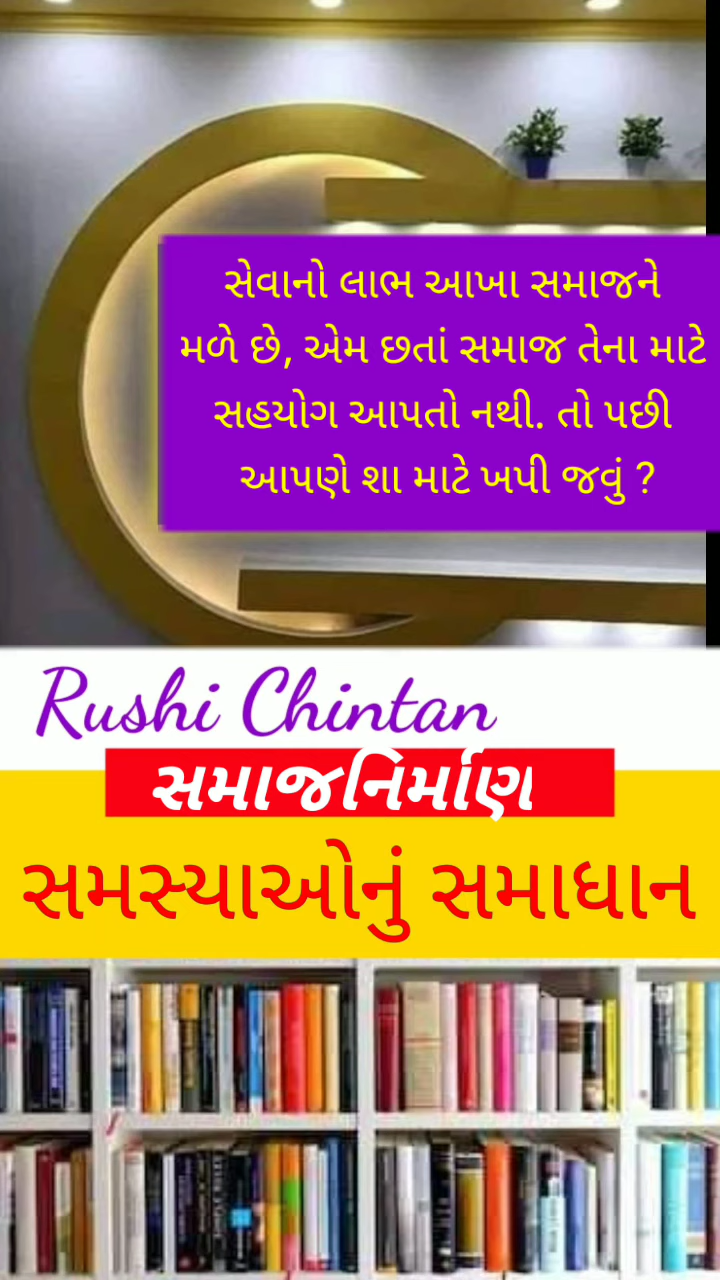 સેવાનો લાભ આખા સમાજને
મળે છે, એમ છતાં સમાજ તેના માટે
સહયોગ આપતો નથી. તો પછી
આપણે શા માટે ખપી જવું ?
Rushi Chintan
સમાજનિર્માણ
સમસ્યાઓનું સમાધાન